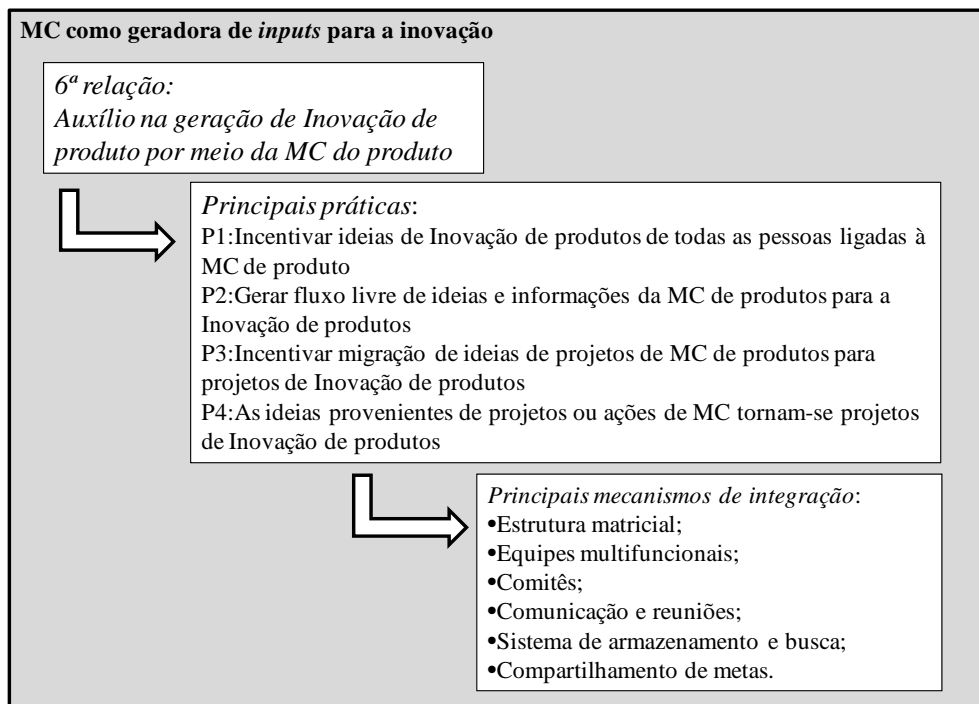 MC como geradora de inputs para a inovação
6ª relação:
Auxílio na geração de Inovação de
produto por meio da MC do produto
Principais práticas:
P1:Incentivar ideias de Inovação de produtos de todas as pessoas ligadas à
MC de produto
P2:Gerar fluxo livre de ideias e informações da MC de produtos para a
Inovação de produtos
P3:Incentivar migração de ideias de projetos de MC de produtos para
projetos de Inovação de produtos
P4:As ideias provenientes de projetos ou ações de MC tornam-se projetos
de Inovação de produtos
Principais mecanismos de integração:
•Estrutura matricial;
•Equipes multifuncionais;
•Comitês;
•Comunicação e reuniões;
•Sistema de armazenamento e busca;
•Compartilhamento de metas.